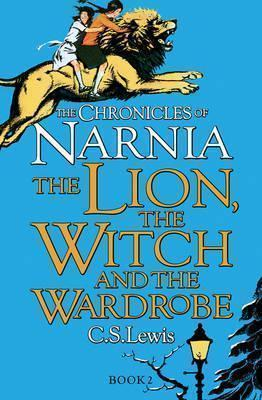 THE CHRONICLES OF
NARNIA
THE LION,
THE
WITCH
AND THE
WARDROBE
C.S.Lewis
BOOK 2